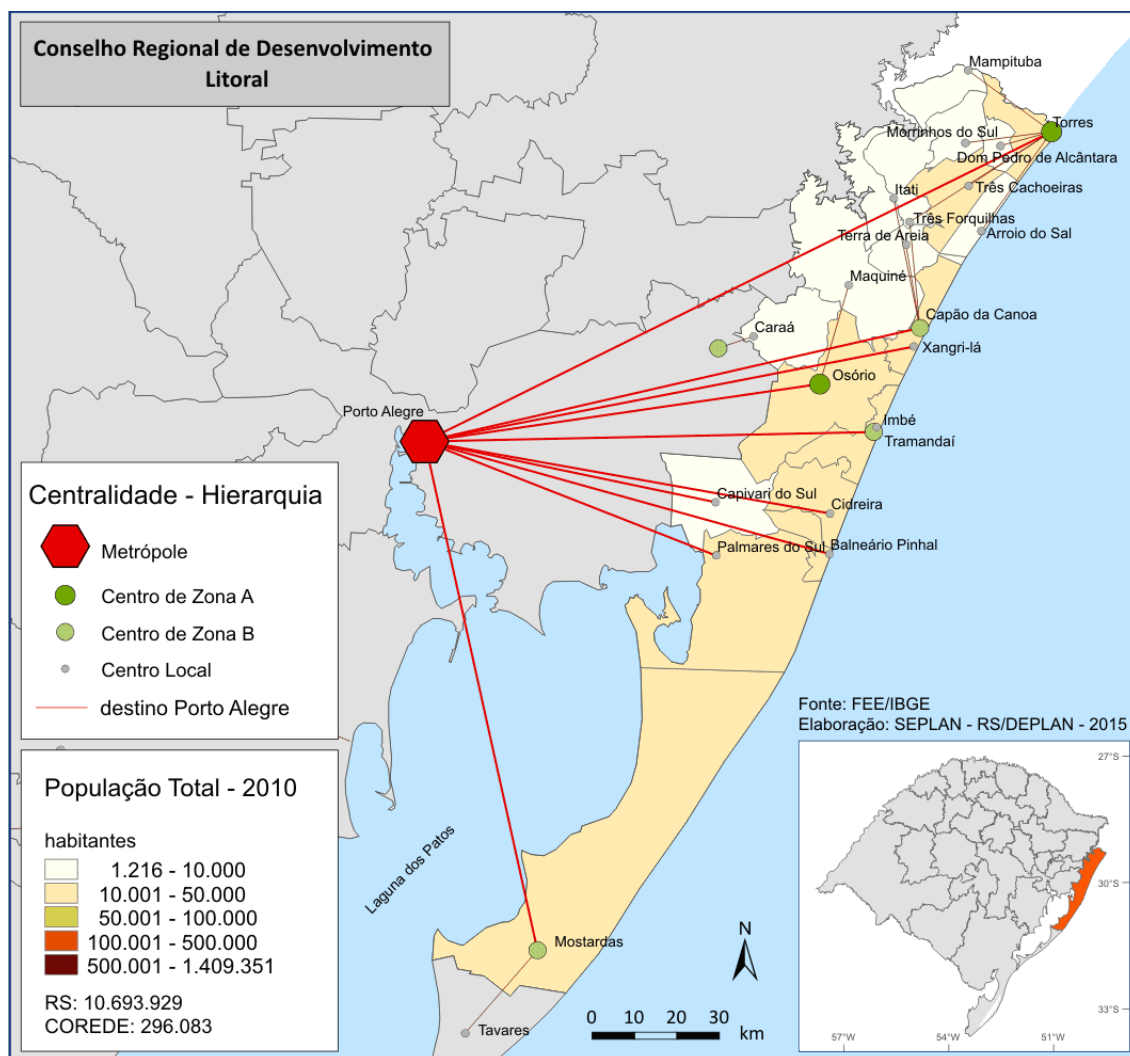 Conselho Regional de Desenvolvimento
Litoral
Mampituba
Torres
Morrinhos do Sul
Dom Pedro de Alcântara
Itati
Três Cachoeiras
Três Forquilhas
Terra de Areia
Arroio do Sal
Maquiné
Capão da Canoa
Caraá
Xangri-lá
Osório
Porto Alegre
Imbé
Tramandaí
Capivari do Sul
Cidreira
Palmares do Sul
Balneário Pinhal
Centralidade - Hierarquia
Metrópole
Centro de Zona A
Centro de Zona B
Centro Local
destino Porto Alegre
Fonte: FEE/IBGE
Elaboração: SEPLAN - RS/DEPLAN - 2015
População Total - 2010
habitantes
1.216 - 10.000
10.001 - 50.000
50.001 - 100.000
100.001 - 500.000
500.001 - 1.409.351
RS: 10.693.929
COREDE: 296.083
Laguna dos Patos
Mostardas
Tavares
N
0 10 20 30
km
27°S
30°S
33°S
57°W 54°W 51°W